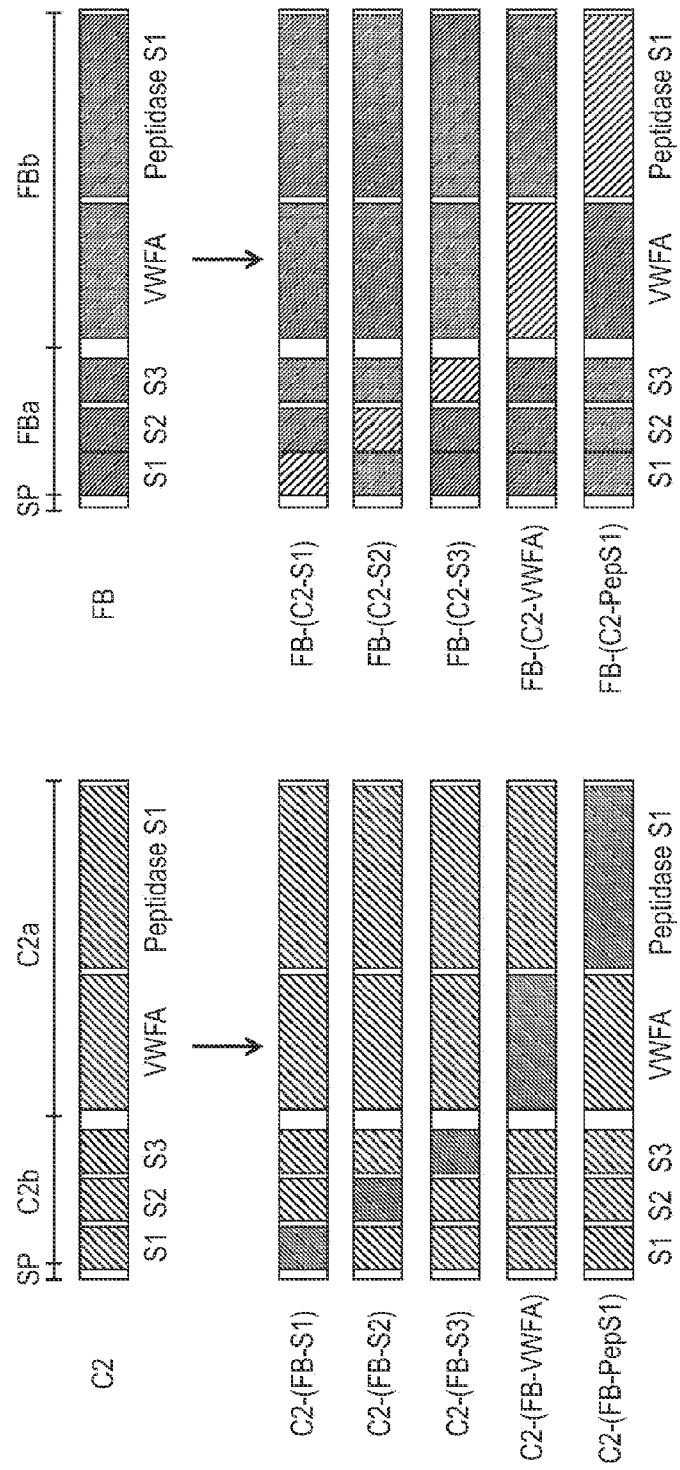 SP C2b C2a
C2
S1 S2 S3 VWFA Peptidase S1
C2-(FB-S1)
C2-(FB-S2)
C2-(FB-S3)
C2-(FB-VWFA)
C2-(FB-PepS1)
S1 S2 S3 VWFA Peptidase S1
SP FBa FBb
FB
S1 S2 S3 VWFA Peptidase S1
FB-(C2-S1)
FB-(C2-S2)
FB-(C2-S3)
FB-(C2-VWFA)
FB-(C2-PepS1)
S1 S2 S3 VWFA Peptidase S1